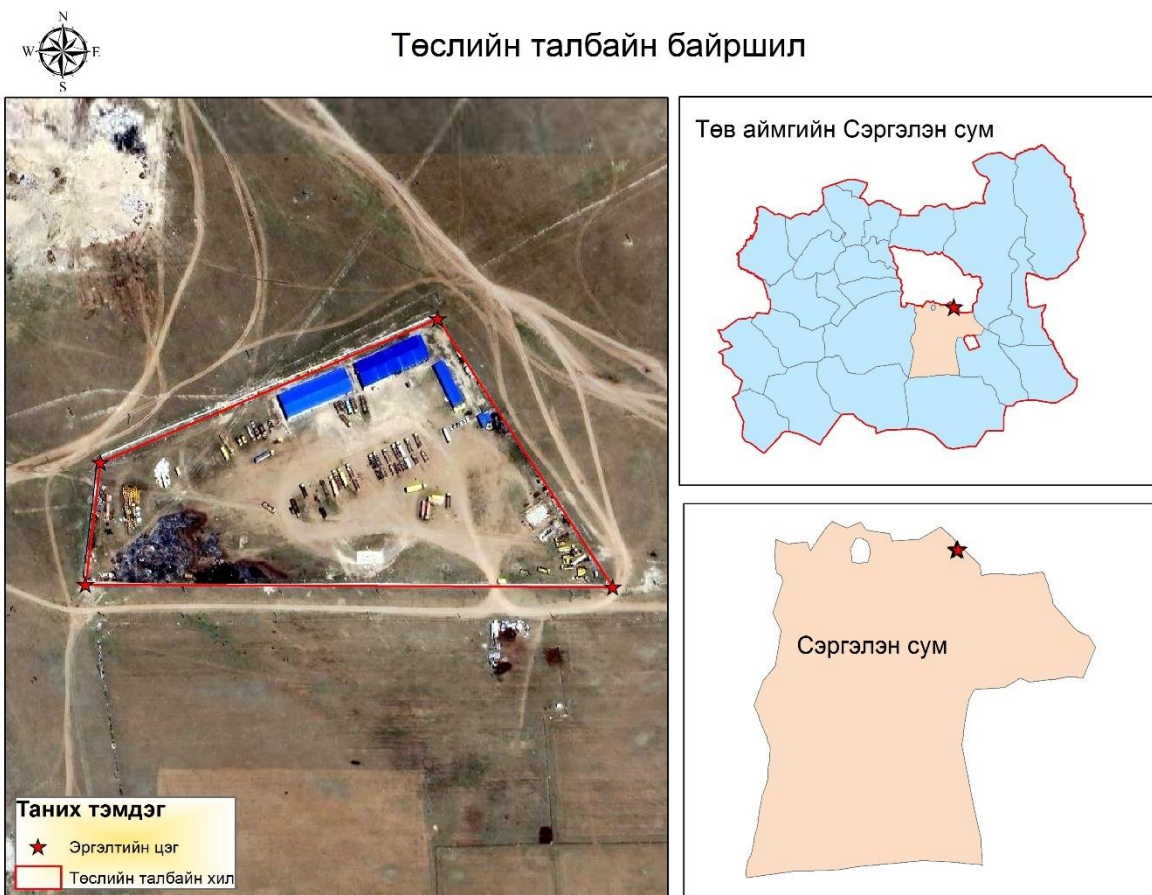 N
W E
S
Төслийн талбайн байршил
Төв аймгийн Сэргэлэн сум
Сэргэлэн сум
Таних тэмдэг
Эргэлтийн цэг
Төслийн талбайн хил